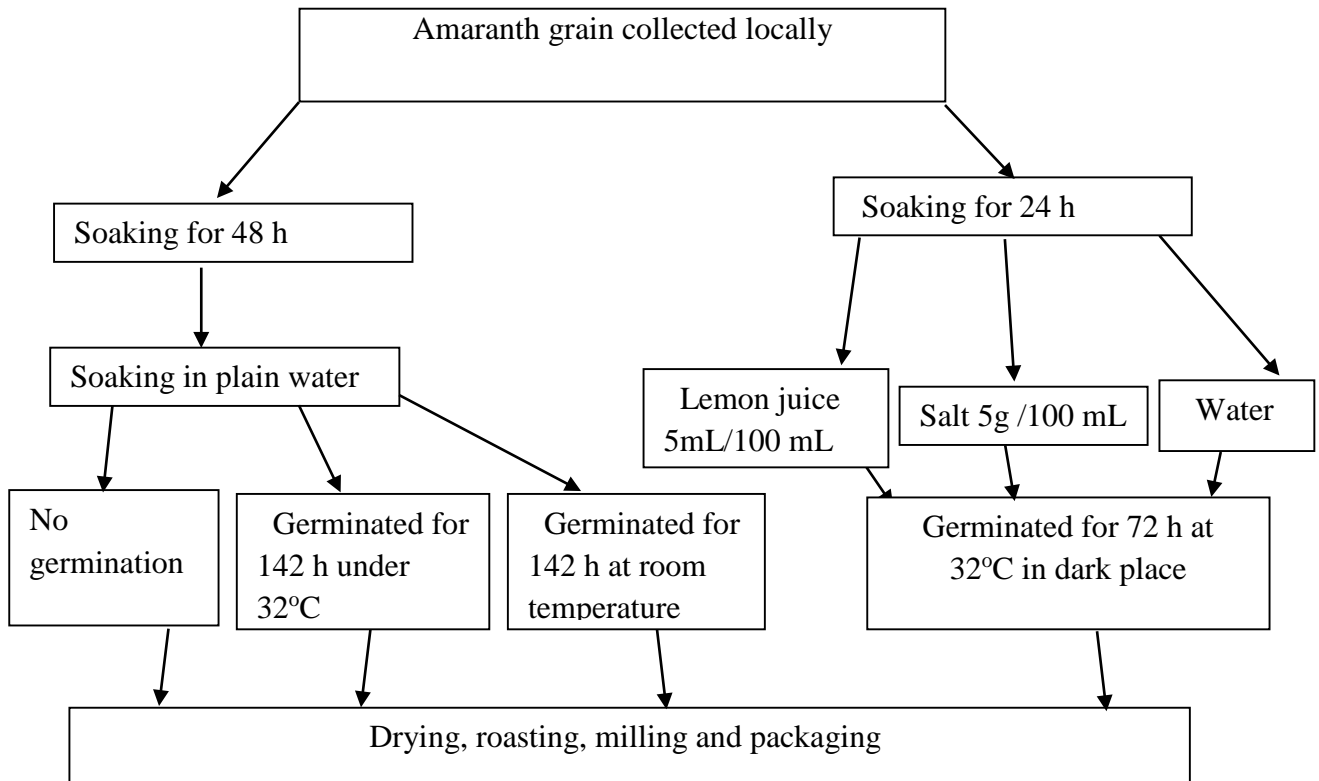 Amaranth grain collected locally
Soaking for 48 h
Soaking for 24 h
Soaking in plain water
Lemon juice
5mL/100 mL
Salt 5g /100 mL
Water
No
germination
Germinated for
142 h under
32ºC
Germinated for
142 h at room
temperature
Germinated for 72 h at
32ºC in dark place
Drying, roasting, milling and packaging